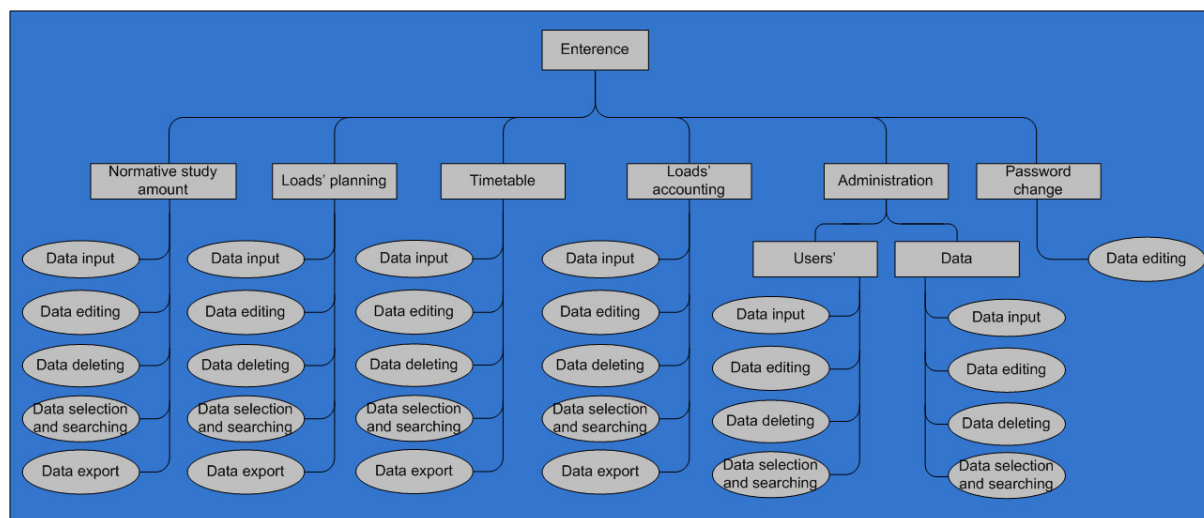 Enterence
Normative study
amount
Loads' planning
Timetable
Loads'
accounting
Administration
Password
change
Data input
Data input
Data input
Data input
Users'
Data
Data editing
Data editing
Data editing
Data editing
Data editing
Data input
Data input
Data deleting
Data deleting
Data deleting
Data deleting
Data editing
Data editing
Data selection
and searching
Data selection
and searching
Data selection
and searching
Data selection
and searching
Data deleting
Data deleting
Data export
Data export
Data export
Data export
Data selection
and searching
Data selection
and searching